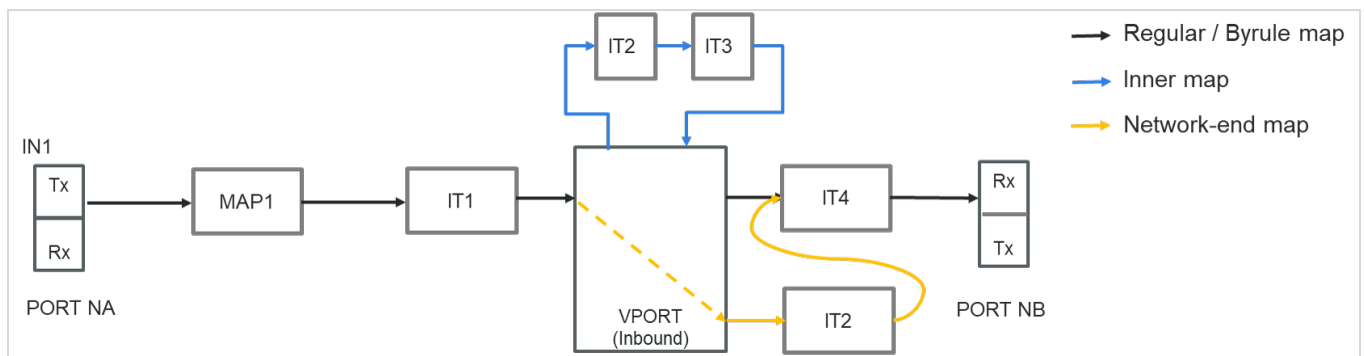 IT2
IT3
Regular / Byrule map
Inner map
Network-end map
IN1
Tx
Rx
PORT NA
MAP1
IT1
VPORT
(Inbound)
IT4
IT2
Rx
Tx
PORT NB